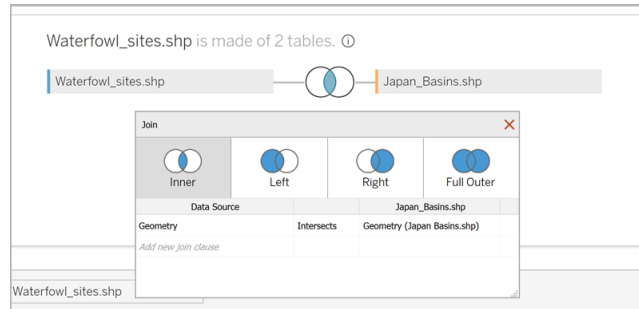 Waterfowl_sites.shp is made of 2 tables. ⓘ
Waterfowl_sites.shp Japan_Basins.shp
Join
Inner Left Right Full Outer
Data Source Japan_Basins.shp
Geometry Intersects Geometry (Japan Basins.shp)
Add new join clause
Waterfowl_sites.shp